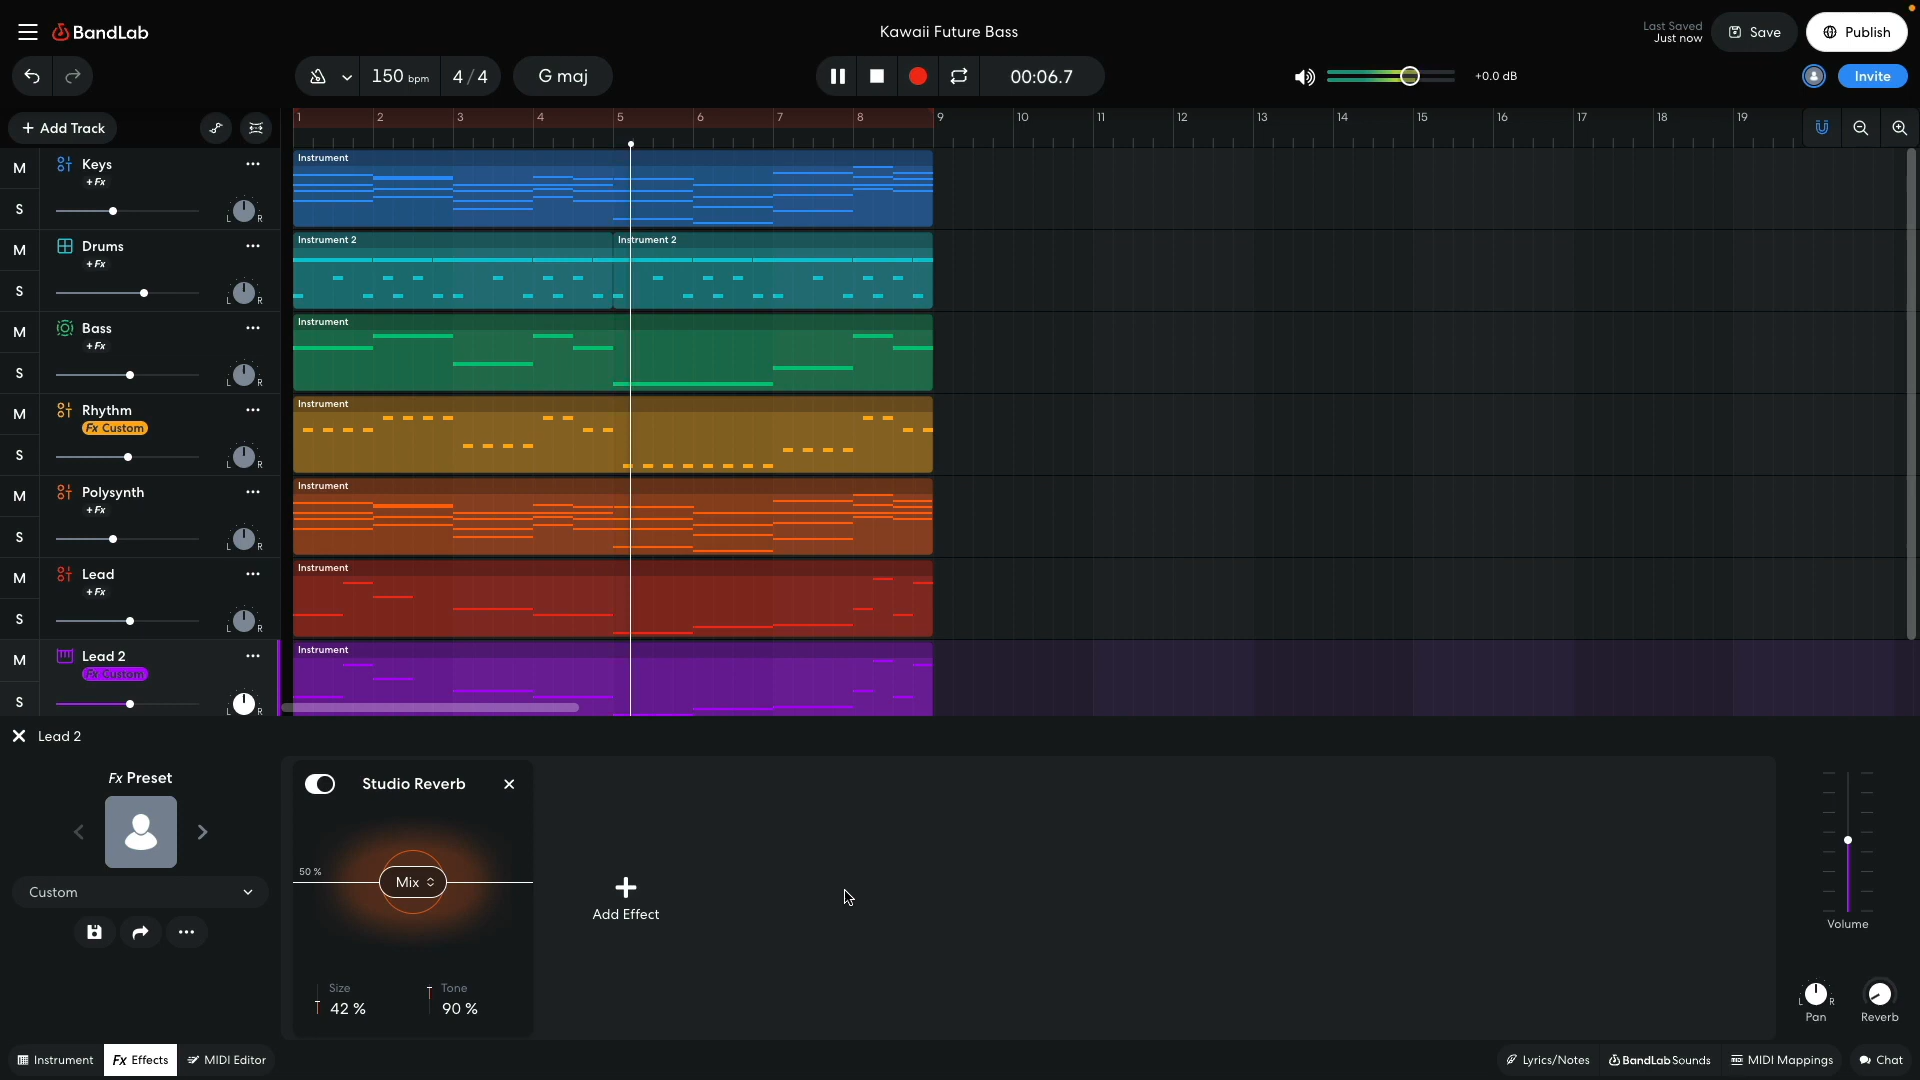 BandLab
Kawaii Future Bass
Last Saved
Just now
Save
Publish
150 bpm
4/4
G maj
00:06.7
+0.0 dB
Invite
+ Add Track
1 2 3 4 5 6 7 8 9 10 11 12 13 14 15 16 17 18 19
M
Keys
+Fx
S
L R
Instrument
M
Drums
+Fx
S
L R
Instrument 2
Instrument 2
M
Bass
+Fx
S
L R
Instrument
M
Rhythm
Fx Custom
S
L R
Instrument
M
Polysynth
+Fx
S
L R
Instrument
M
Lead
+Fx
S
L R
Instrument
M
Lead 2
Fx Custom
S
L R
Instrument
Lead 2
Fx Preset
Custom
Studio Reverb
50 %
Mix
Size
42 %
Tone
90 %
Add Effect
Volume
L R
Pan
Reverb
Instrument
Fx Effects
MIDI Editor
Lyrics/Notes
BandLab Sounds
MIDI Mappings
Chat